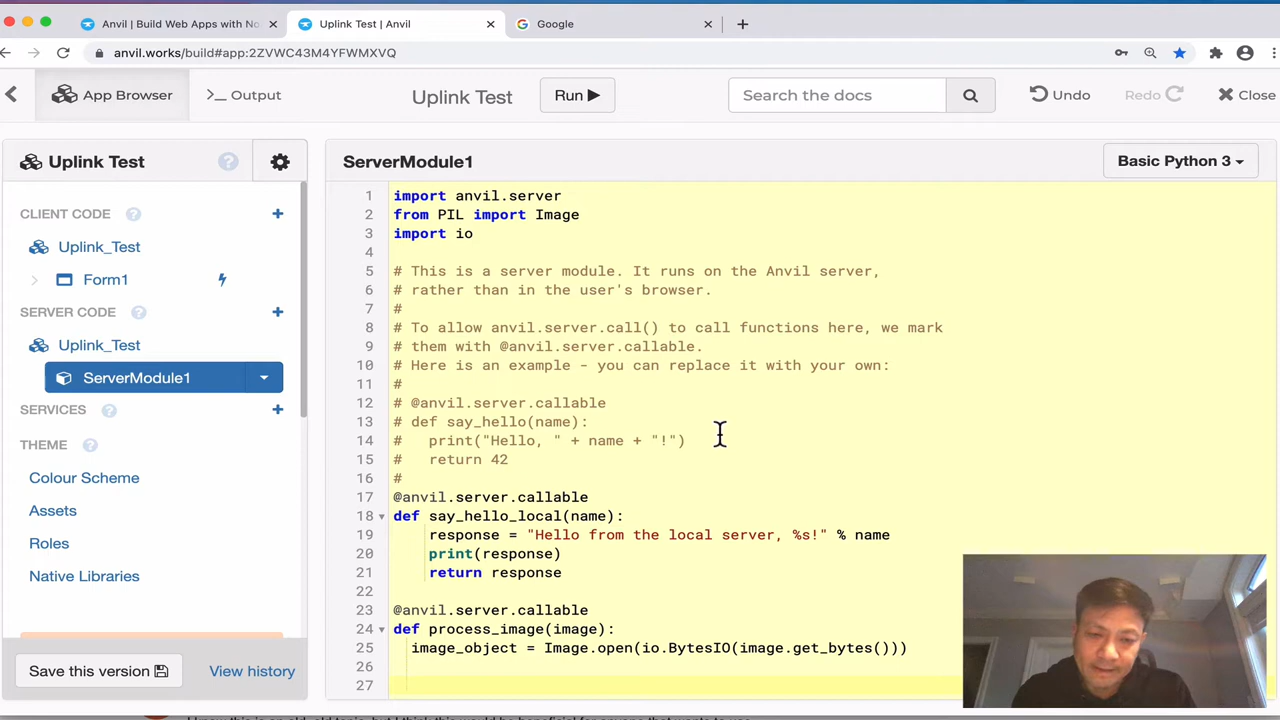 Anvil | Build Web Apps with No
Uplink Test | Anvil
Google
anvil.works/build#app:2ZVWC43M4YFWMXVQ
App Browser
>_ Output
Uplink Test
Run
Search the docs
Undo
Redo
Close
Uplink Test
ServerModule1
Basic Python 3
CLIENT CODE
Uplink_Test
Form1
SERVER CODE
Uplink_Test
ServerModule1
SERVICES
THEME
Colour Scheme
Assets
Roles
Native Libraries
Save this version
View history
1 import anvil.server
2 from PIL import Image
3 import io
4
5 # This is a server module. It runs on the Anvil server,
6 # rather than in the user's browser.
7 #
8 # To allow anvil.server.call() to call functions here, we mark
9 # them with @anvil.server.callable.
10 # Here is an example - you can replace it with your own:
11 #
12 # @anvil.server.callable
13 # def say_hello(name):
14 #   print("Hello, " + name + "!")
15 #   return 42
16 #
17 @anvil.server.callable
18 def say_hello_local(name):
19     response = "Hello from the local server, %s!" % name
20     print(response)
21     return response
22
23 @anvil.server.callable
24 def process_image(image):
25   image_object = Image.open(io.BytesIO(image.get_bytes()))
26
27